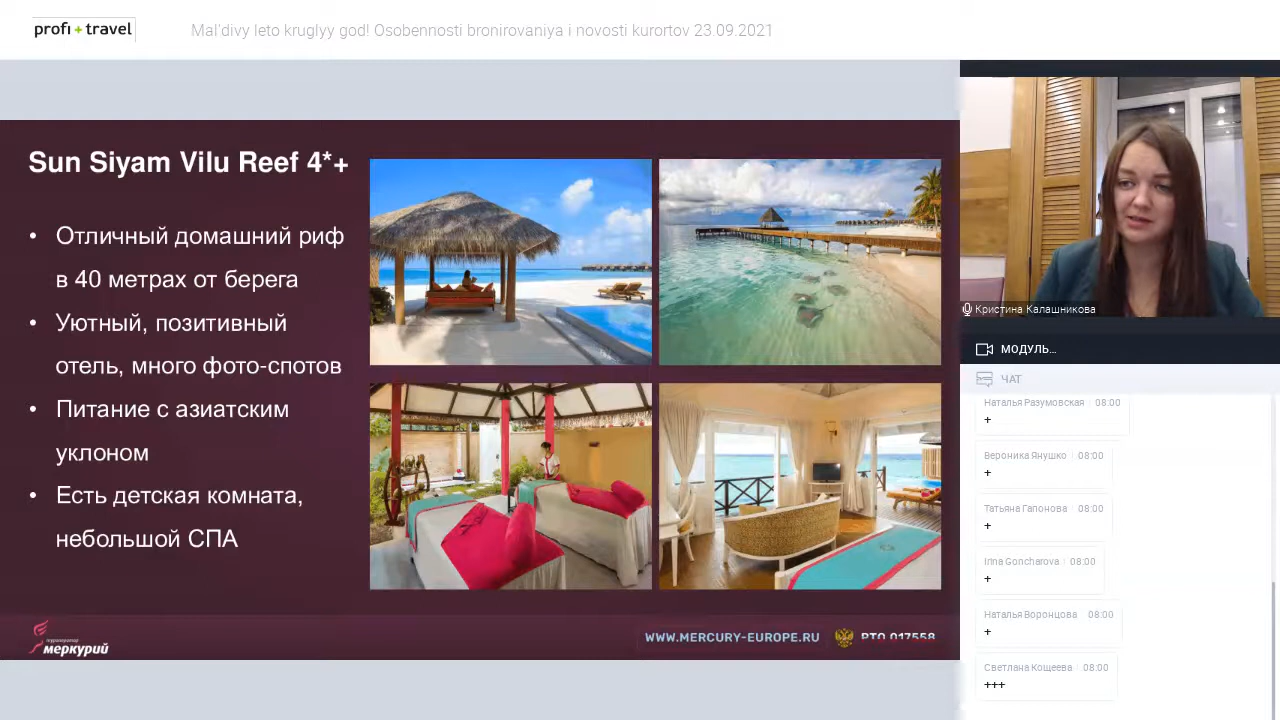 profi + travel
Mal'divy leto kruglyy god! Osobennosti bronirovaniya i novosti kurortov 23.09.2021
Sun Siyam Vilu Reef 4*+
• Отличный домашний риф
в 40 метрах от берега
• Уютный, позитивный
отель, много фото-спотов
• Питание с азиатским
уклоном
• Есть детская комната,
небольшой СПА
туроператор
меркурий
WWW.MERCURY-EUROPE.RU
РТО 017558
Кристина Калашникова
МОДУЛЬ...
ЧАТ
Наталья Разумовская 08:00
+
Вероника Янушко 08:00
+
Татьяна Гапонова 08:00
+
Irina Goncharova 08:00
+
Наталья Воронцова 08:00
+
Светлана Кощеева 08:00
+++